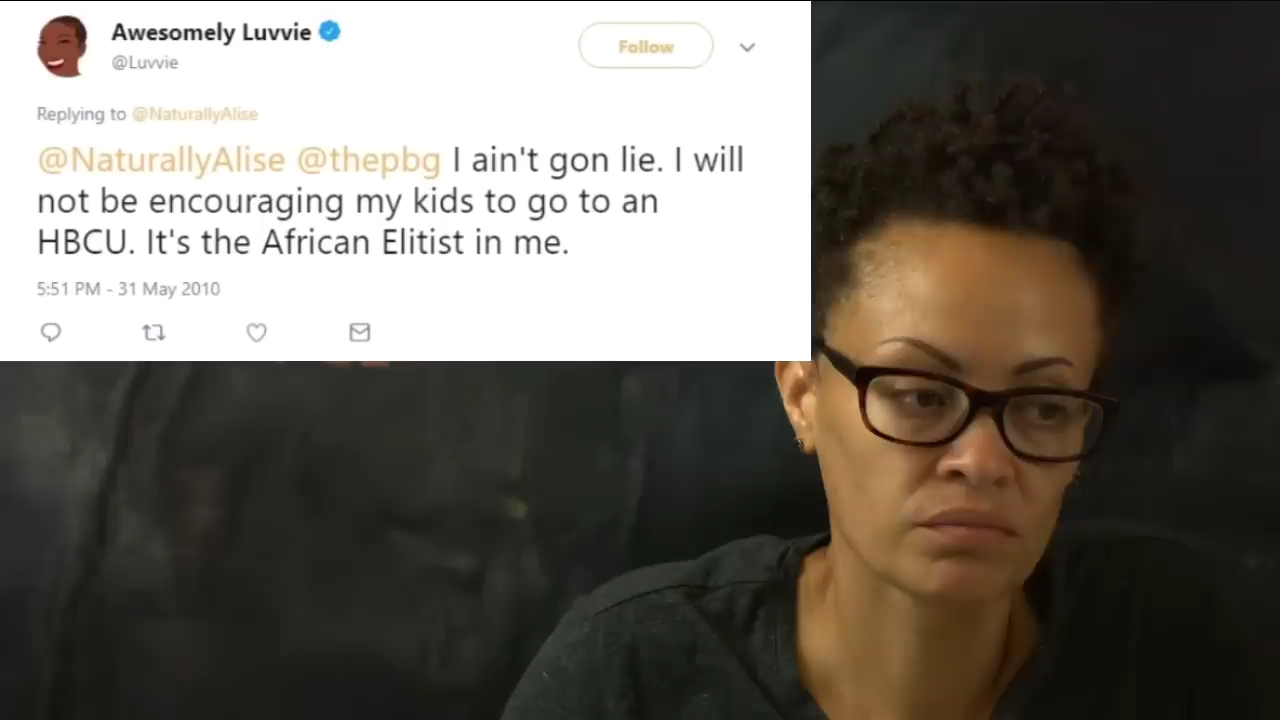 Awesomely Luvvie
@Luvvie
Follow
Replying to @NaturallyAlise
@NaturallyAlise @thepbg I ain't gon lie. I will
not be encouraging my kids to go to an
HBCU. It's the African Elitist in me.
5:51 PM - 31 May 2010